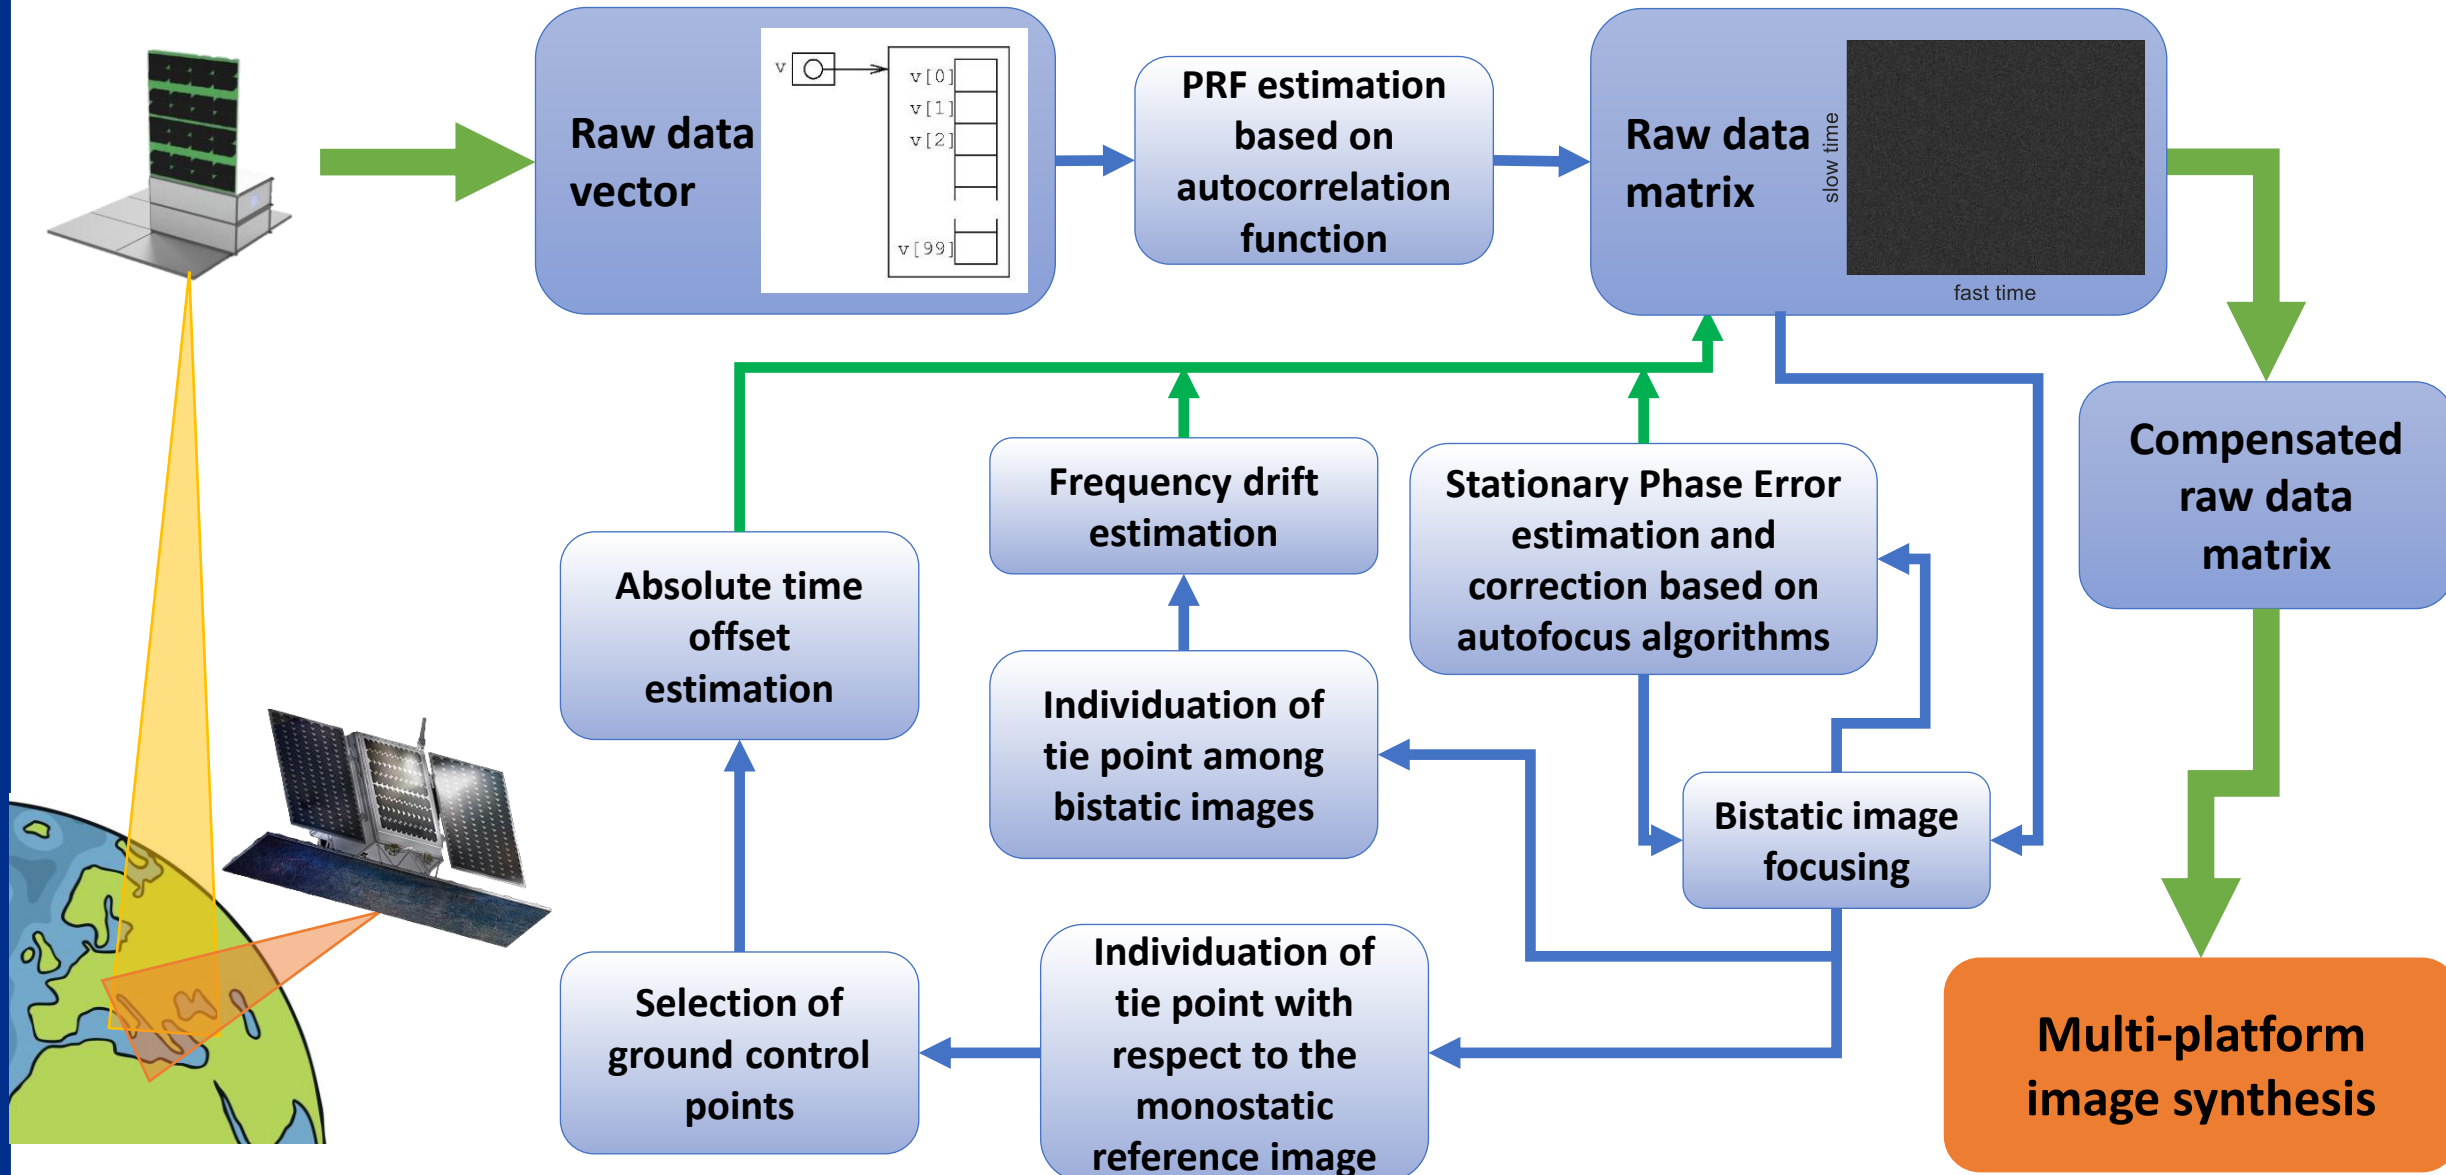 Raw data
vector
v
v[0]
v[1]
v[2]
v[99]
PRF estimation
based on
autocorrelation
function
Raw data
matrix
slow time
fast time
Compensated
raw data
matrix
Frequency drift
estimation
Stationary Phase Error
estimation and
correction based on
autofocus algorithms
Absolute time
offset
estimation
Individuation of
tie point among
bistatic images
Bistatic image
focusing
Selection of
ground control
points
Individuation of
tie point with
respect to the
monostatic
reference image
Multi-platform
image synthesis